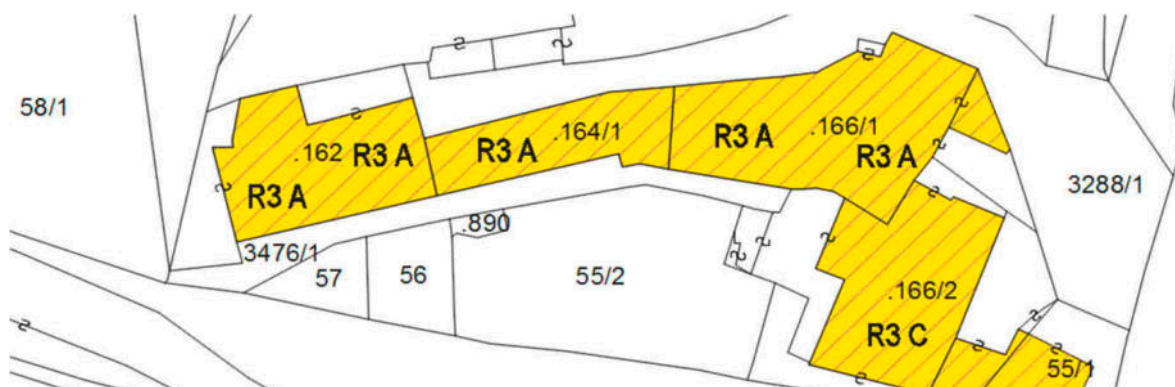 58/1
.162
R3 A
R3 A
R3 A
.164/1
R3 A
.166/1
R3 A
3288/1
3476/1
.890
57
56
55/2
.166/2
R3 C
55/1